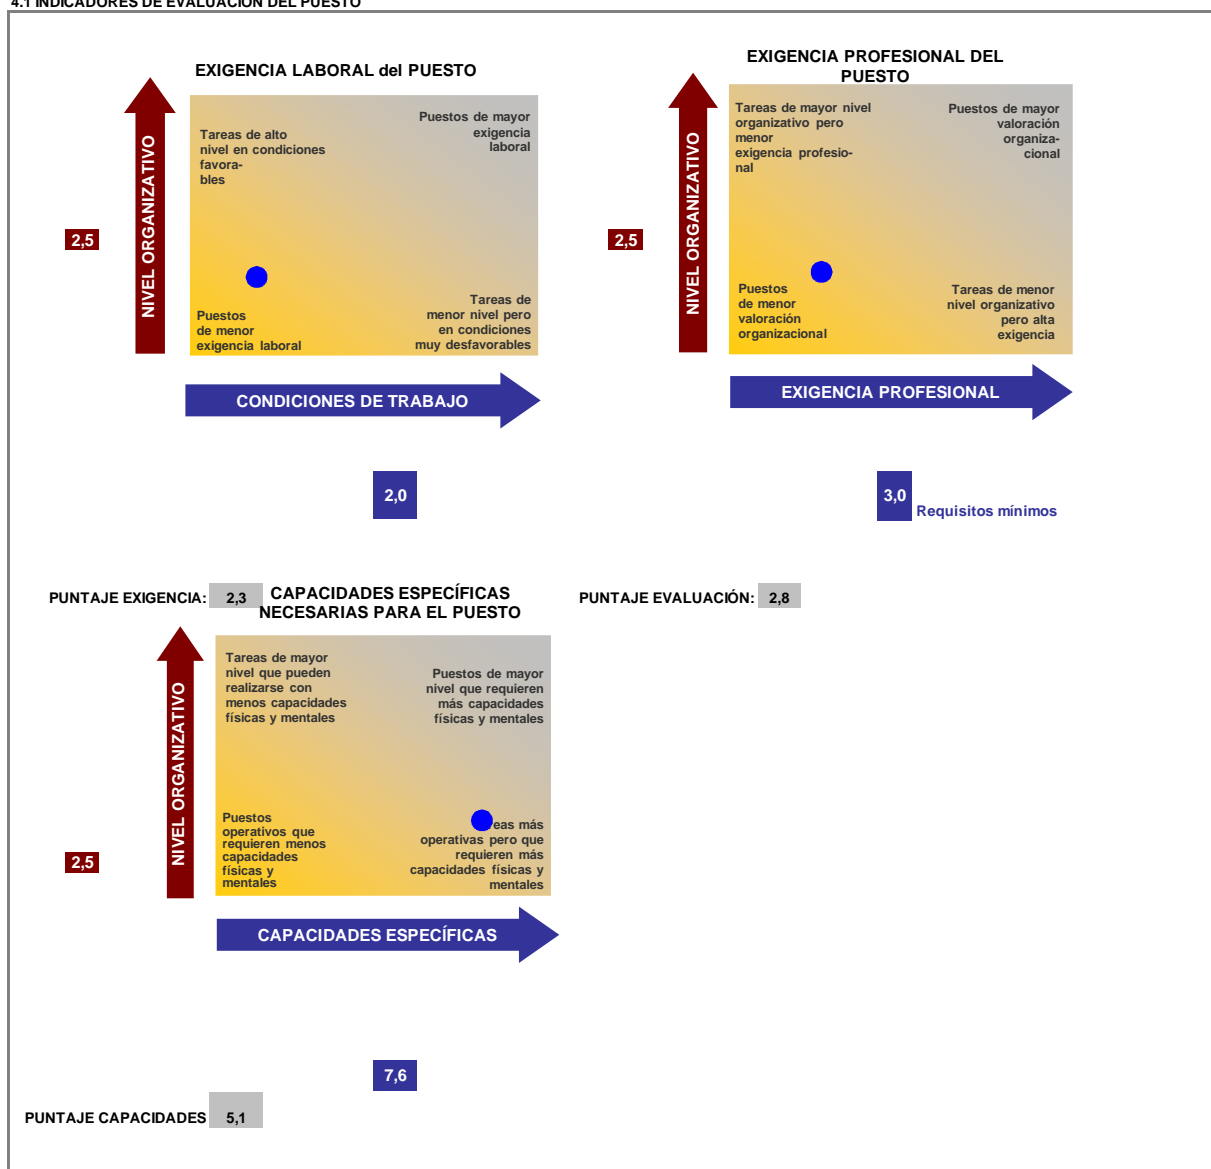 4.1 INDICADORES DE EVALUACIÓN DEL PUESTO
EXIGENCIA LABORAL del PUESTO
NIVEL ORGANIZATIVO
Tareas de alto
nivel en condiciones
favora-
bles
Puestos de mayor
exigencia
laboral
2,5
Puestos
de menor
exigencia laboral
Tareas de
menor nivel pero
en condiciones
muy desfavorables
CONDICIONES DE TRABAJO
2,0
PUNTAJE EXIGENCIA:
2,3
EXIGENCIA PROFESIONAL DEL
PUESTO
NIVEL ORGANIZATIVO
Tareas de mayor nivel
organizativo pero
menor
exigencia profesio-
nal
Puestos de mayor
valoración
organiza-
cional
2,5
Puestos
de menor
valoración
organizacional
Tareas de menor
nivel organizativo
pero alta
exigencia
EXIGENCIA PROFESIONAL
3,0
Requisitos mínimos
PUNTAJE EVALUACIÓN:
2,8
CAPACIDADES ESPECÍFICAS
NECESARIAS PARA EL PUESTO
NIVEL ORGANIZATIVO
Tareas de mayor
nivel que pueden
realizarse con
menos capacidades
físicas y mentales
Puestos de mayor
nivel que requieren
más capacidades
físicas y mentales
2,5
Puestos
operativos que
requieren menos
capacidades
físicas y
mentales
eas más
operativas pero que
requieren más
capacidades físicas y
mentales
CAPACIDADES ESPECÍFICAS
7,6
PUNTAJE CAPACIDADES
5,1